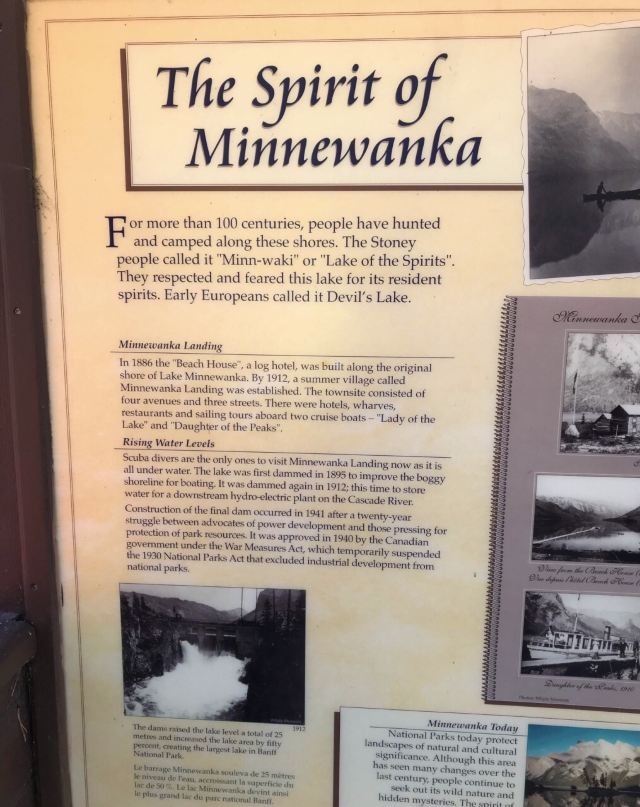 The Spirit of
Minnewanka
For more than 100 centuries, people have hunted
and camped along these shores. The Stoney
people called it "Minn-waki" or "Lake of the Spirits".
They respected and feared this lake for its resident
spirits. Early Europeans called it Devil's Lake.
Minnewanka Landing
In 1886 the "Beach House", a log hotel, was built along the original
shore of Lake Minnewanka. By 1912, a summer village called
Minnewanka Landing was established. The townsite consisted of
four avenues and three streets. There were hotels, wharves,
restaurants and sailing tours aboard two cruise boats – "Lady of the
Lake" and "Daughter of the Peaks".
Rising Water Levels
Scuba divers are the only ones to visit Minnewanka Landing now as it is
all under water. The lake was first dammed in 1895 to improve the boggy
shoreline for boating. It was dammed again in 1912; this time to store
water for a downstream hydro-electric plant on the Cascade River.
Construction of the final dam occurred in 1941 after a twenty-year
struggle between advocates of power development and those pressing for
protection of park resources. It was approved in 1940 by the Canadian
government under the War Measures Act, which temporarily suspended
the 1930 National Parks Act that excluded industrial development from
national parks.
1912
The dams raised the lake level a total of 25
metres and increased the lake area by fifty
percent, creating the largest lake in Banff
National Park.
Le barrage Minnewanka souleva de 25 mètres
le niveau de l'eau, accroissant la superficie du
lac de 50 %. Le lac Minnewanka devint ainsi
le plus grand lac du parc national Banff.
Minnewanka
View from the Beach House
Vue depuis l'hôtel Beach House
Daughter of the Peaks, 1910
Minnewanka Today
National Parks today protect
landscapes of natural and cultural
significance. Although this area
has seen many changes over the
last century, people continue to
seek out its wild nature and
hidden mysteries. The spirit of